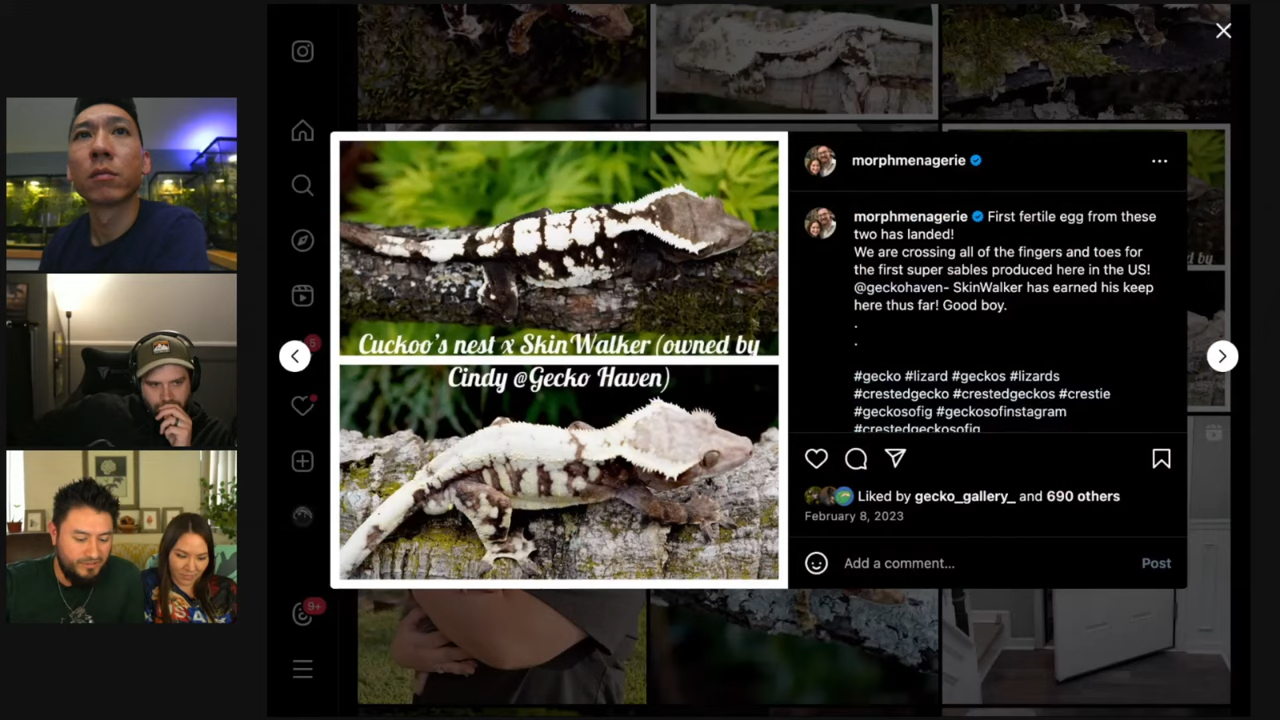 Cuckoo's nest x SkinWalker (owned by
Cindy @Gecko Haven)
morphmenagerie
morphmenagerie First fertile egg from these
two has landed!
We are crossing all of the fingers and toes for
the first super sables produced here in the US!
@geckohaven- SkinWalker has earned his keep
here thus far! Good boy.
.
.
#gecko #lizard #geckos #lizards
#crestedgecko #crestedgeckos #crestie
#geckosofig #geckosofinstagram
#crestedgeckosofig
Liked by gecko_gallery_ and 690 others
February 8, 2023
Add a comment... Post
5
9+
d by